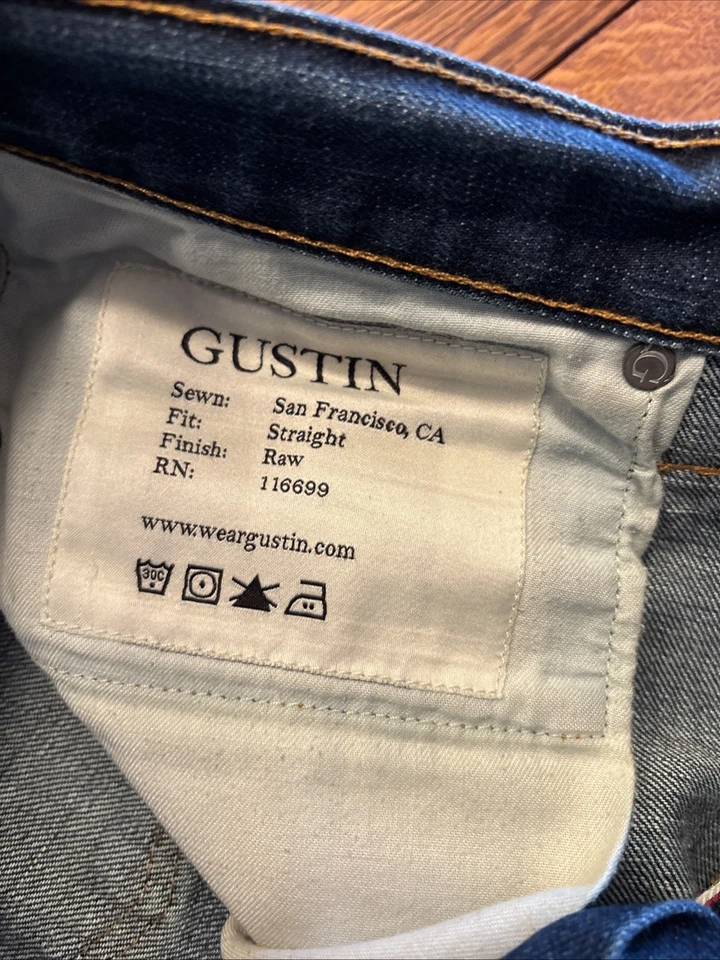 GUSTIN
Sewn: San Francisco, CA
Fit: Straight
Finish: Raw
RN: 116699
www.weargustin.com
30C
G